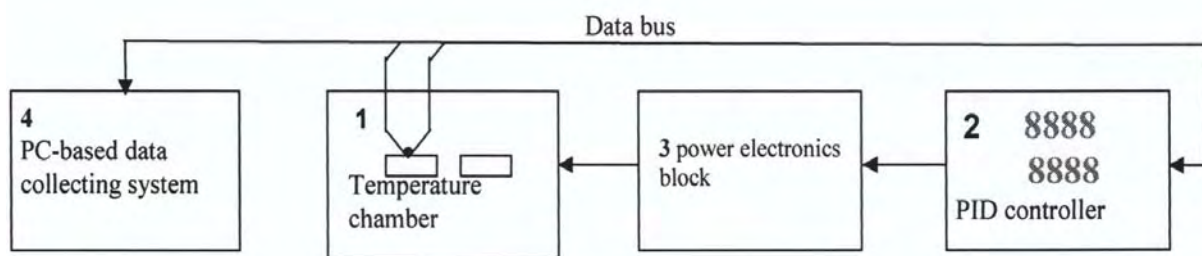 Data bus
4
PC-based data
collecting system
1
Temperature
chamber
3 power electronics
block
2 8888
8888
PID controller